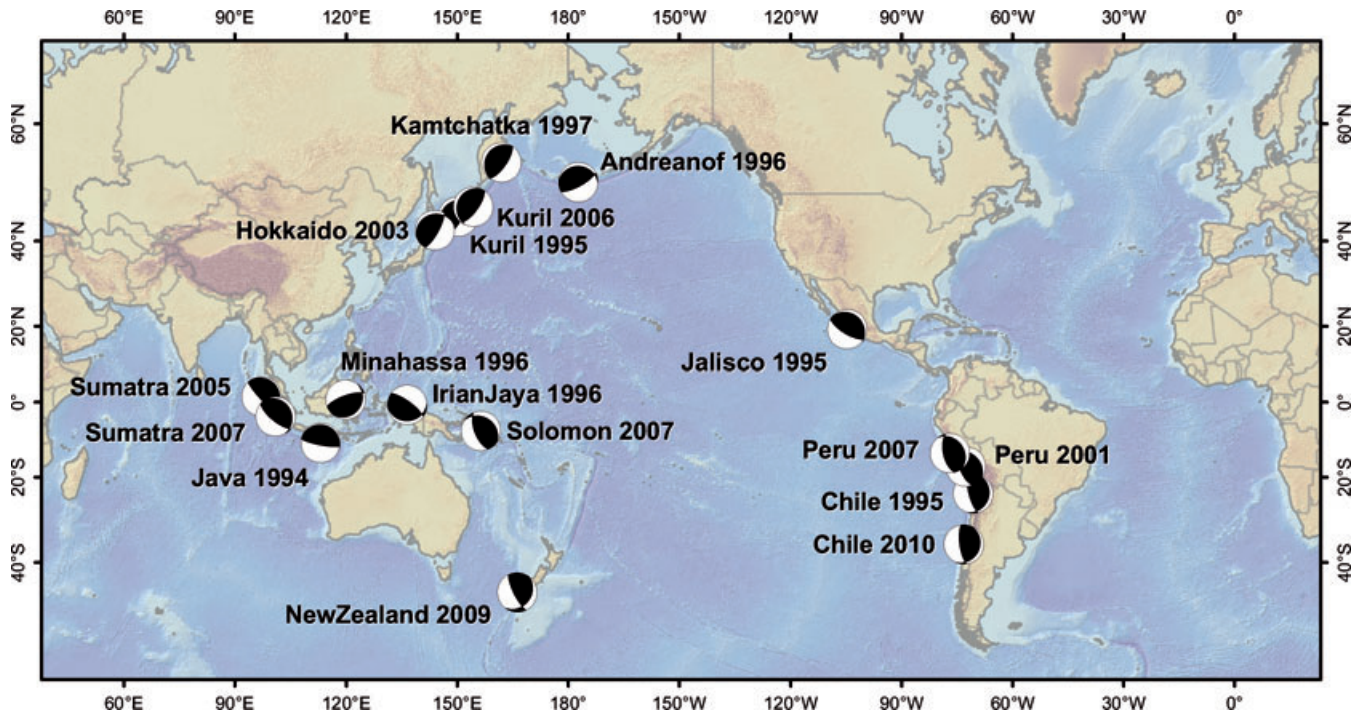 60°E 90°E 120°E 150°E 180° 150°W 120°W 90°W 60°W 30°W 0°
60°N 60°N
Kamtchatka 1997
Andreanof 1996
Kuril 2006
Hokkaido 2003
Kuril 1995
40°N 40°N
20°N 20°N
Minahassa 1996
Jalisco 1995
Sumatra 2005
IrianJaya 1996
0° 0°
Sumatra 2007
Solomon 2007
Peru 2007
Peru 2001
Java 1994
20°S 20°S
Chile 1995
Chile 2010
40°S 40°S
NewZealand 2009
60°E 90°E 120°E 150°E 180° 150°W 120°W 90°W 60°W 30°W 0°